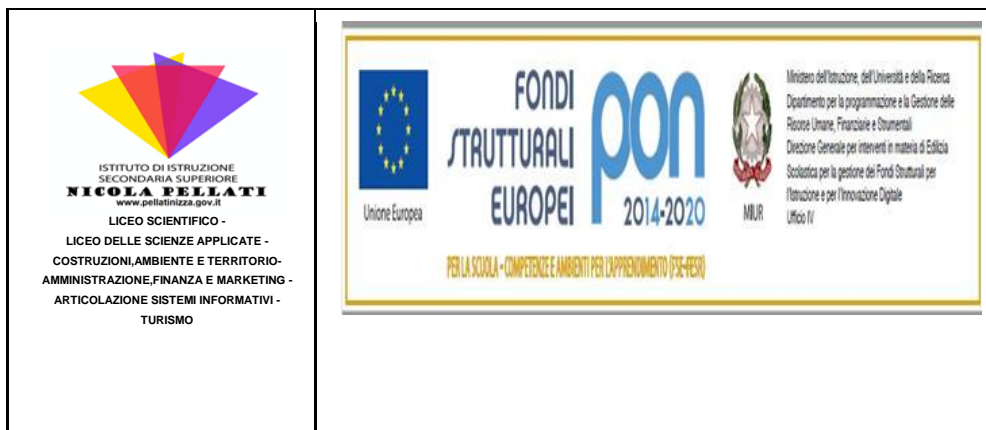 ISTITUTO DI ISTRUZIONE
SECONDARIA SUPERIORE
NICOLA PELLATI
www.pellatinizza.gov.it
LICEO SCIENTIFICO -
LICEO DELLE SCIENZE APPLICATE -
COSTRUZIONI,AMBIENTE E TERRITORIO-
AMMINISTRAZIONE,FINANZA E MARKETING -
ARTICOLAZIONE SISTEMI INFORMATIVI -
TURISMO
Unione Europea
FONDI
STRUTTURALI
EUROPEI
pon
2014-2020
MIUR
Ministero dell'Istruzione, dell'Università e della Ricerca
Dipartimento per la programmazione e la Gestione delle
Risorse Umane, Finanziarie e Strumentali
Direzione Generale per interventi in materia di Edilizia
Scolastica per la gestione dei Fondi Strutturali per
l'Istruzione e per l'Innovazione Digitale
Ufficio IV
PER LA SCUOLA - COMPETENZE E AMBIENTI PER L'APPRENDIMENTO (FSE-FESR)